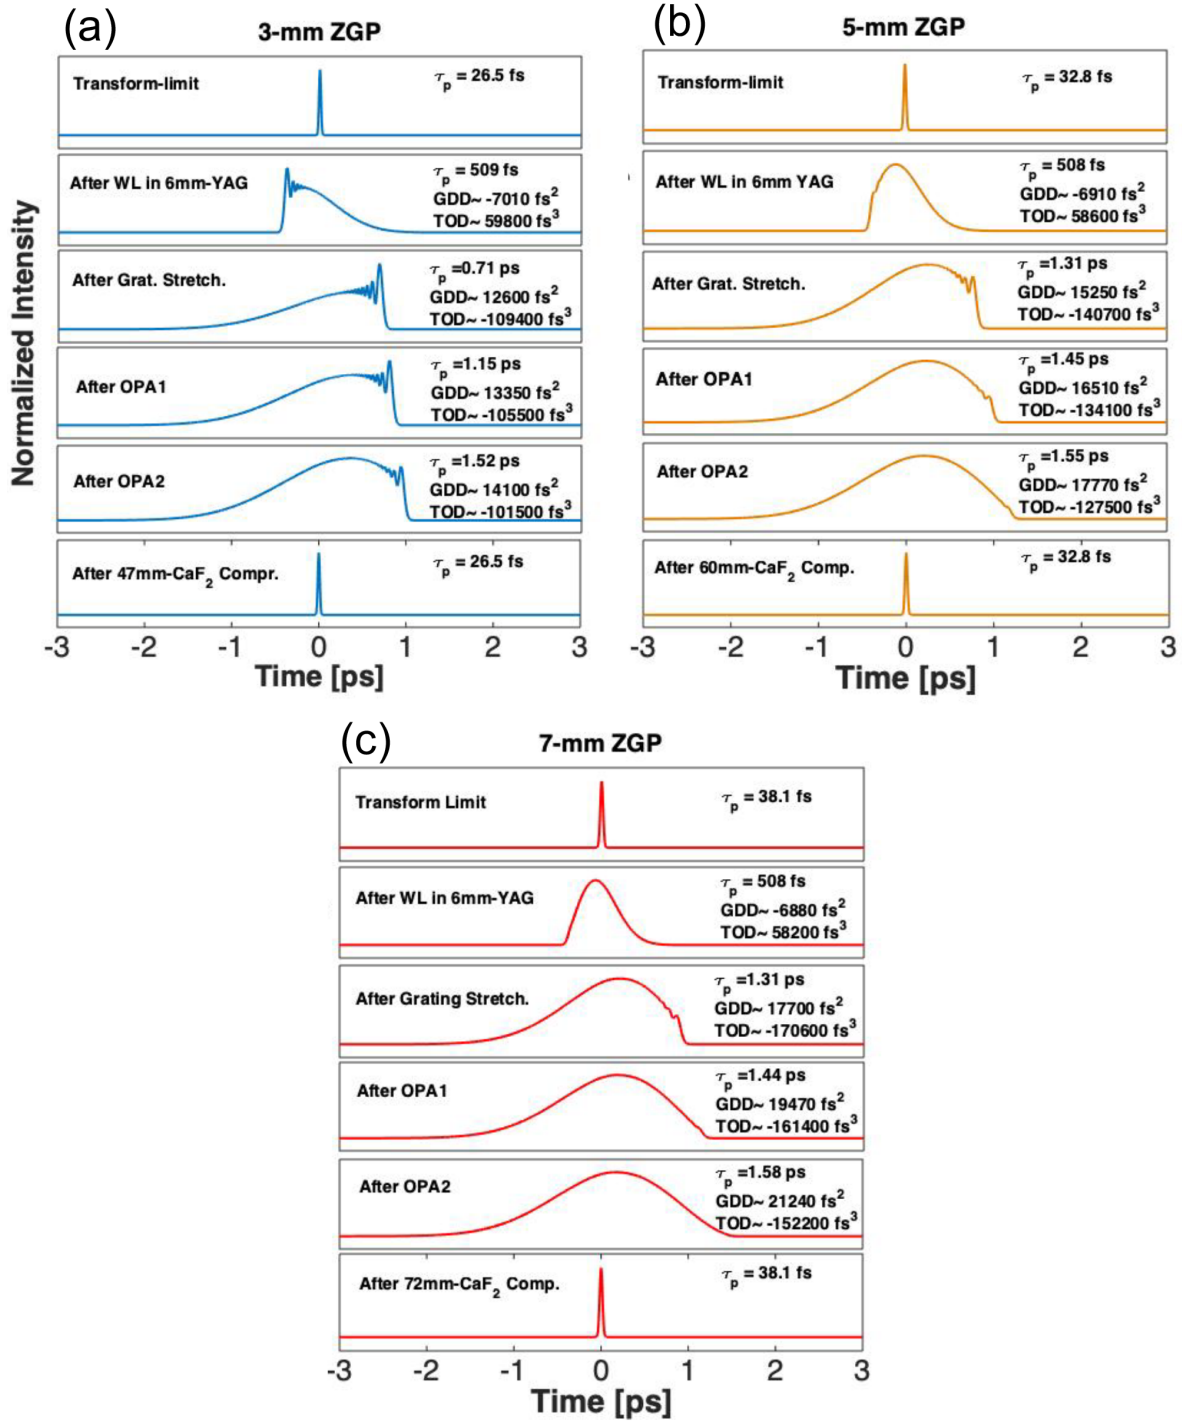 (a)
3-mm ZGP
Normalized Intensity
Transform-limit
τp = 26.5 fs
After WL in 6mm-YAG
τp = 509 fs
GDD~ -7010 fs2
TOD~ 59800 fs3
After Grat. Stretch.
τp =0.71 ps
GDD~ 12600 fs2
TOD~ -109400 fs3
After OPA1
τp =1.15 ps
GDD~ 13350 fs2
TOD~ -105500 fs3
After OPA2
τp =1.52 ps
GDD~ 14100 fs2
TOD~ -101500 fs3
After 47mm-CaF2 Compr.
τp = 26.5 fs
-3 -2 -1 0 1 2 3
Time [ps]
(b)
5-mm ZGP
Transform-limit
τp = 32.8 fs
After WL in 6mm YAG
τp = 508 fs
GDD~ -6910 fs2
TOD~ 58600 fs3
After Grat. Stretch.
τp =1.31 ps
GDD~ 15250 fs2
TOD~ -140700 fs3
After OPA1
τp =1.45 ps
GDD~ 16510 fs2
TOD~ -134100 fs3
After OPA2
τp =1.55 ps
GDD~ 17770 fs2
TOD~ -127500 fs3
After 60mm-CaF2 Comp.
τp = 32.8 fs
-3 -2 -1 0 1 2 3
Time [ps]
(c)
7-mm ZGP
Transform Limit
τp = 38.1 fs
After WL in 6mm-YAG
τp = 508 fs
GDD~ -6880 fs2
TOD~ 58200 fs3
After Grating Stretch.
τp =1.31 ps
GDD~ 17700 fs2
TOD~ -170600 fs3
After OPA1
τp =1.44 ps
GDD~ 19470 fs2
TOD~ -161400 fs3
After OPA2
τp =1.58 ps
GDD~ 21240 fs2
TOD~ -152200 fs3
After 72mm-CaF2 Comp.
τp = 38.1 fs
-3 -2 -1 0 1 2 3
Time [ps]